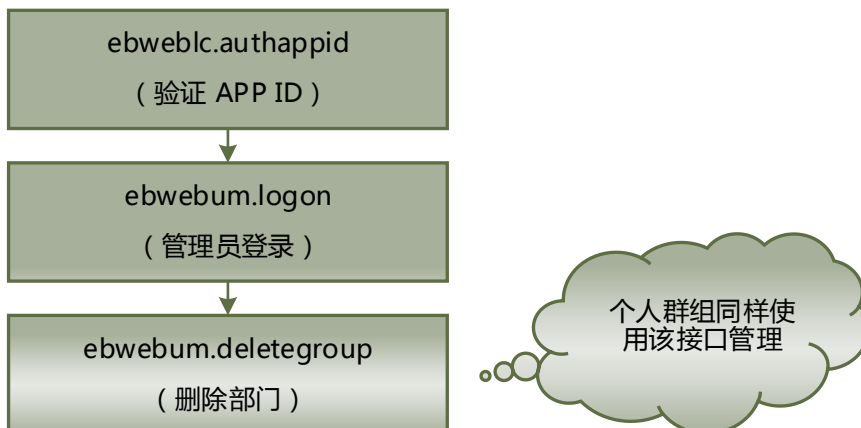 ebweblc.authappid
（验证 APP ID）
ebwebum.logon
（管理员登录）
ebwebum.deletegroup
（删除部门）
个人群组同样使
用该接口管理